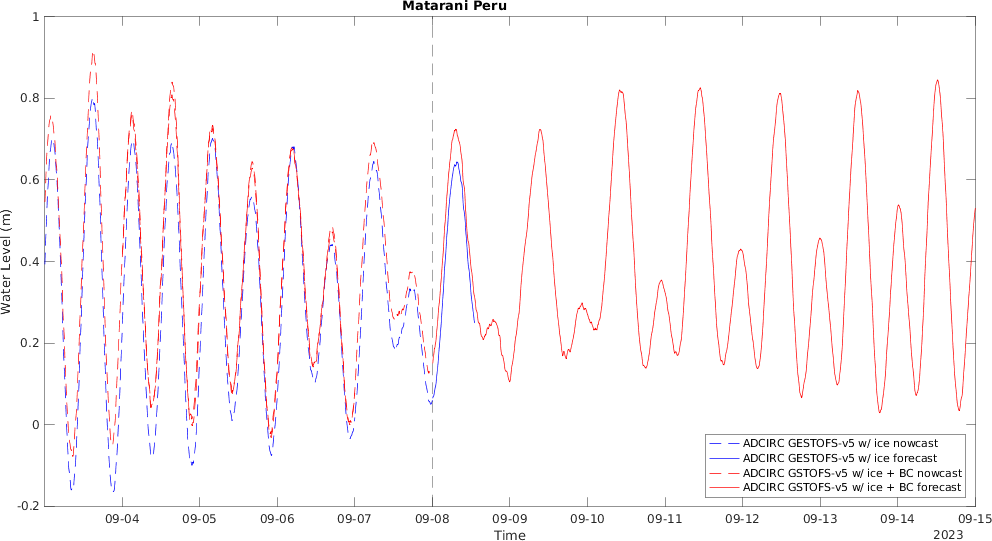 Matarani Peru
1
0.8
0.6
0.4
0.2
0
-0.2
Water Level (m)
09-04 09-05 09-06 09-07 09-08 09-09 09-10 09-11 09-12 09-13 09-14 09-15
Time
2023
ADCIRC GESTOFS-v5 w/ ice nowcast
ADCIRC GESTOFS-v5 w/ ice forecast
ADCIRC GSTOFS-v5 w/ ice + BC nowcast
ADCIRC GSTOFS-v5 w/ ice + BC forecast